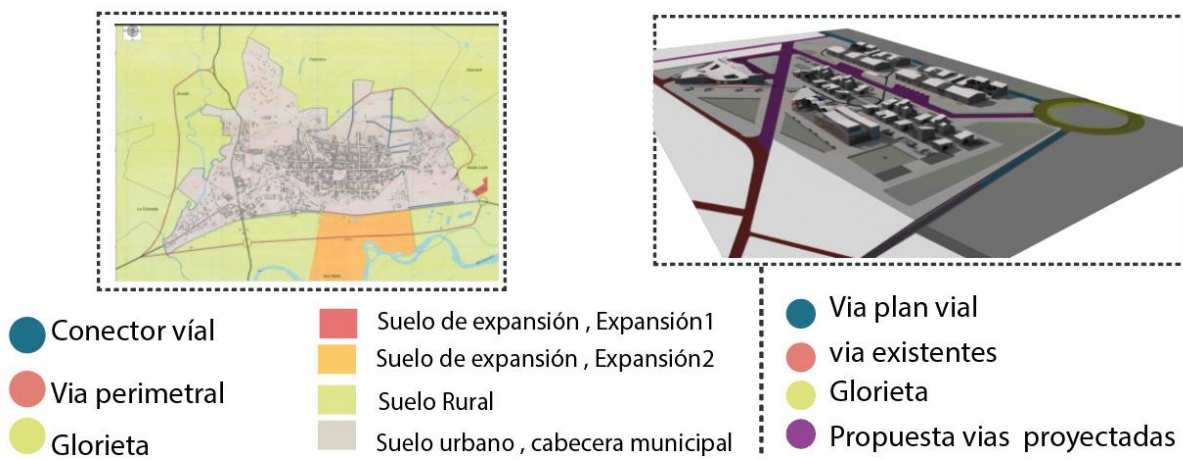 Conector víal
Via perimetral
Glorieta
Suelo de expansión , Expansión1
Suelo de expansión , Expansión2
Suelo Rural
Suelo urbano , cabecera municipal
Via plan vial
via existentes
Glorieta
Propuesta vias proyectadas